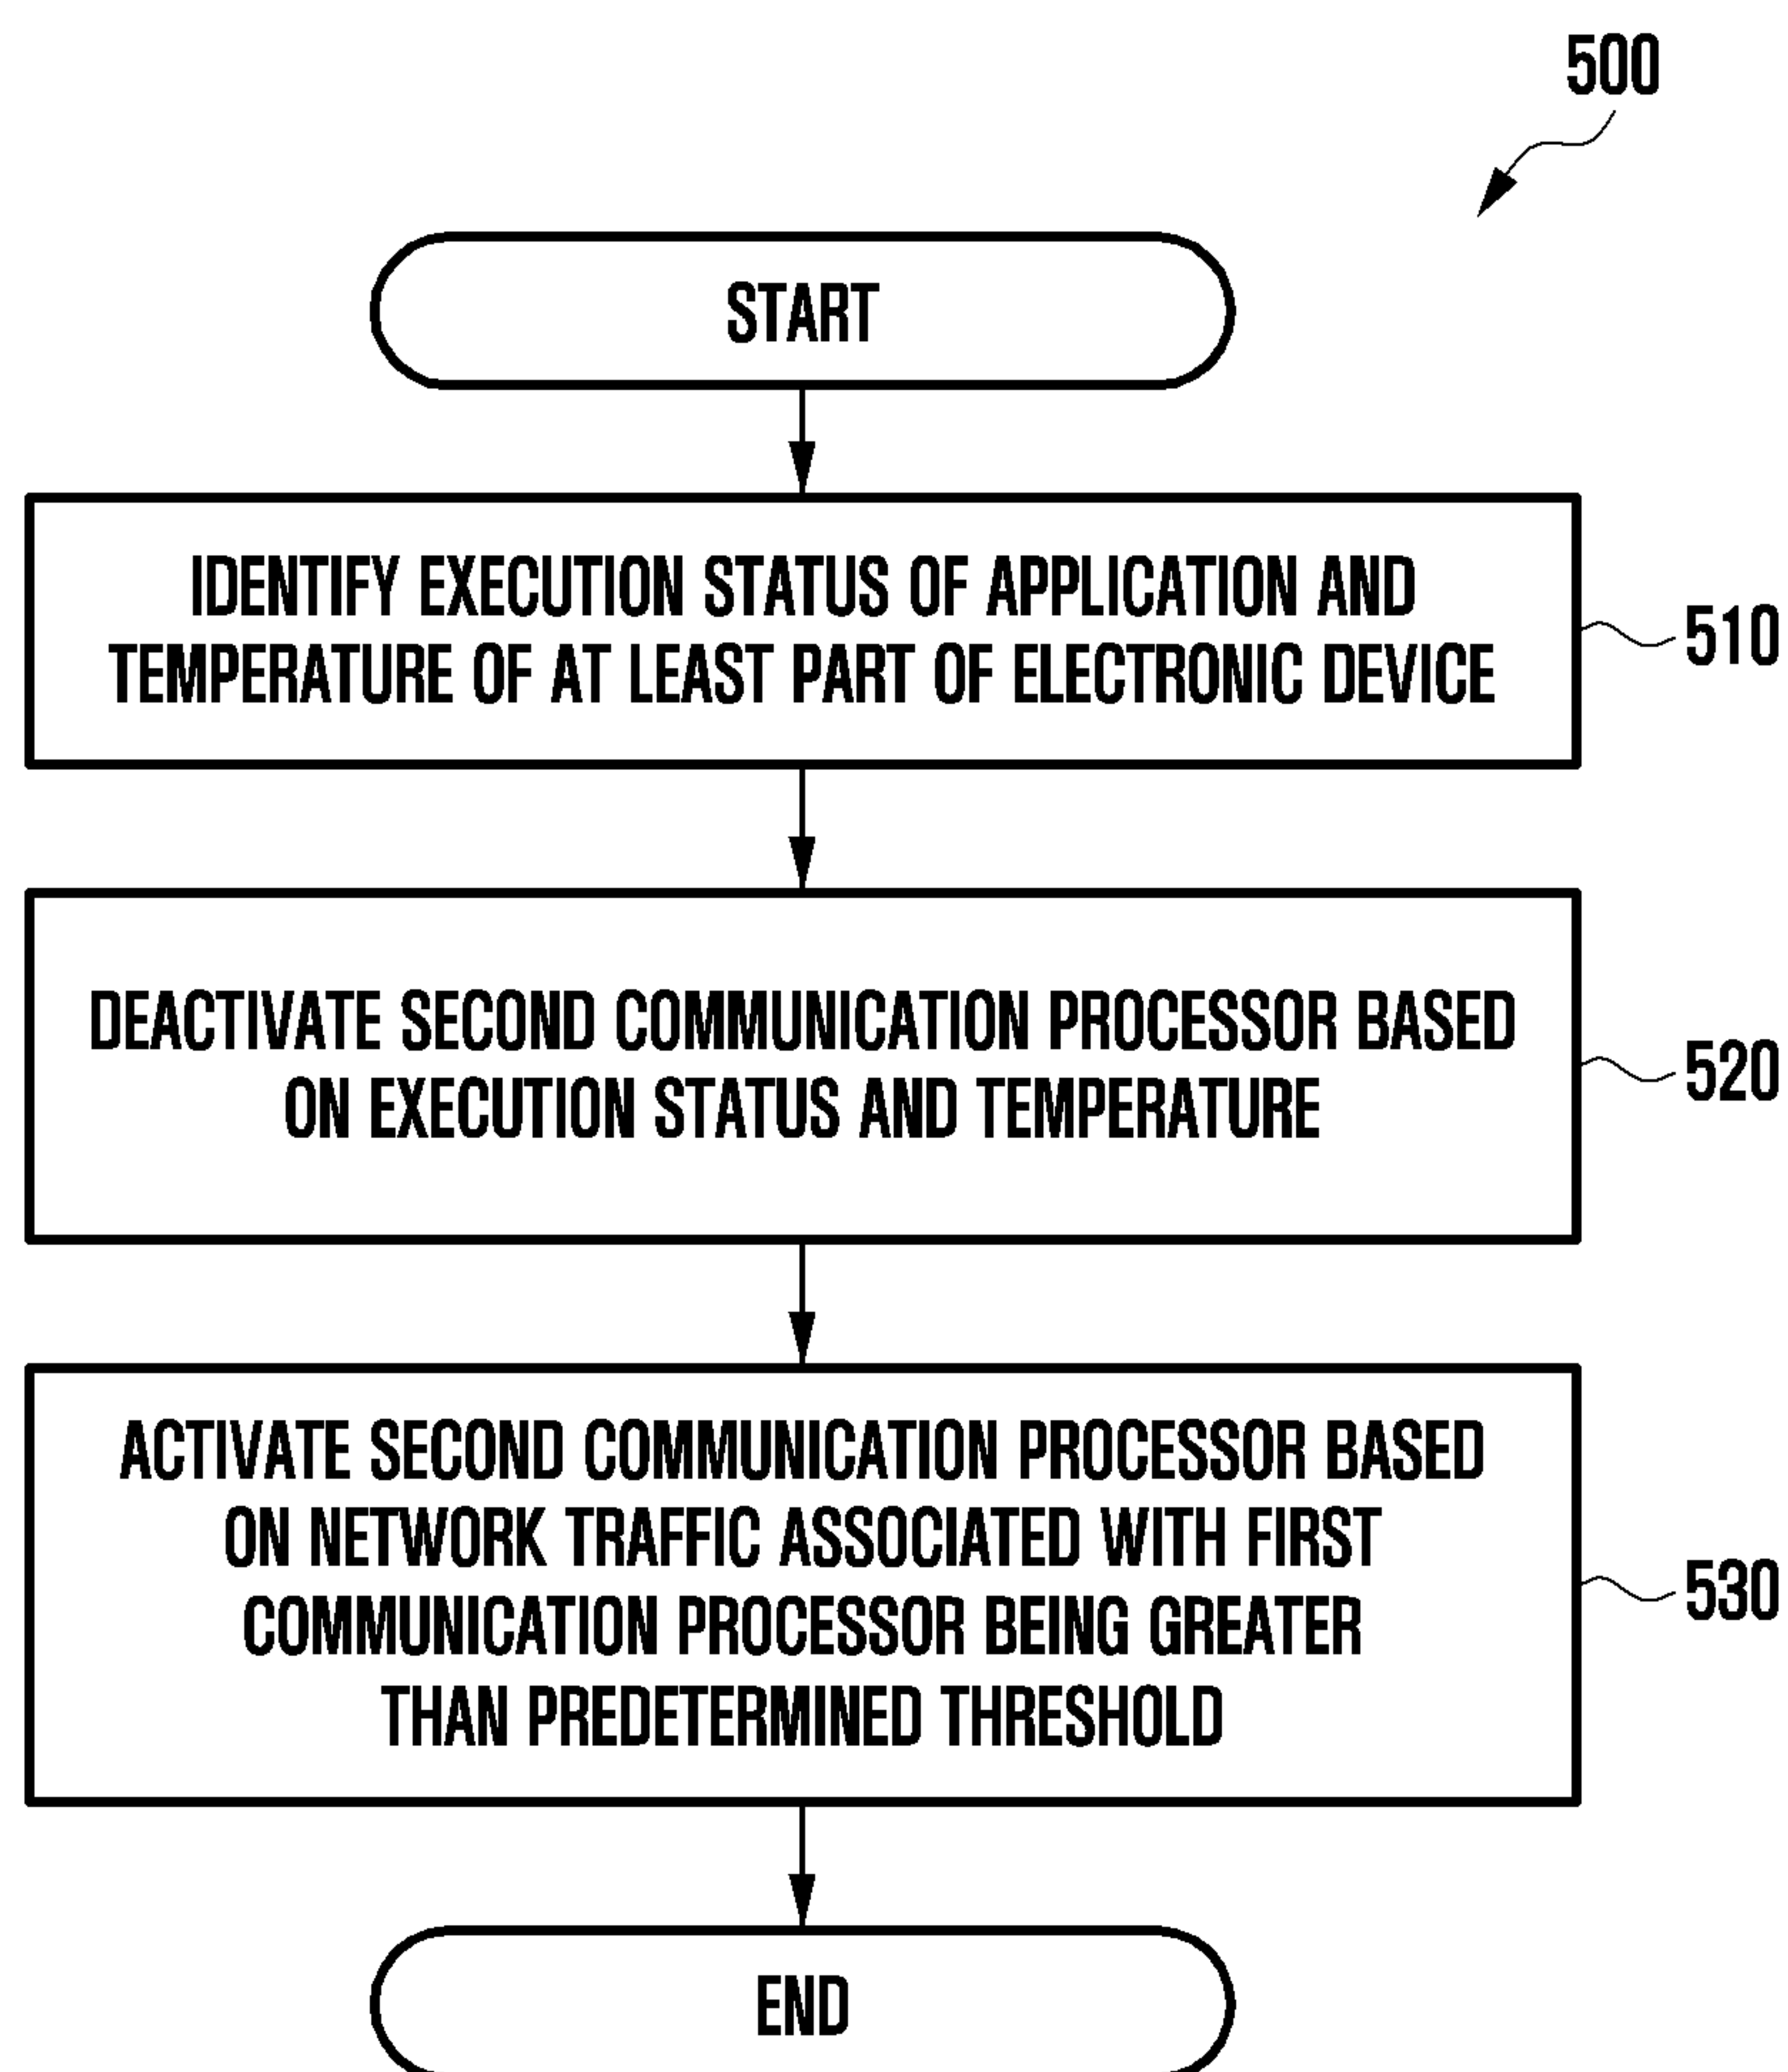 500
START
IDENTIFY EXECUTION STATUS OF APPLICATION AND
TEMPERATURE OF AT LEAST PART OF ELECTRONIC DEVICE
510
DEACTIVATE SECOND COMMUNICATION PROCESSOR BASED
ON EXECUTION STATUS AND TEMPERATURE
520
ACTIVATE SECOND COMMUNICATION PROCESSOR BASED
ON NETWORK TRAFFIC ASSOCIATED WITH FIRST
COMMUNICATION PROCESSOR BEING GREATER
THAN PREDETERMINED THRESHOLD
530
END